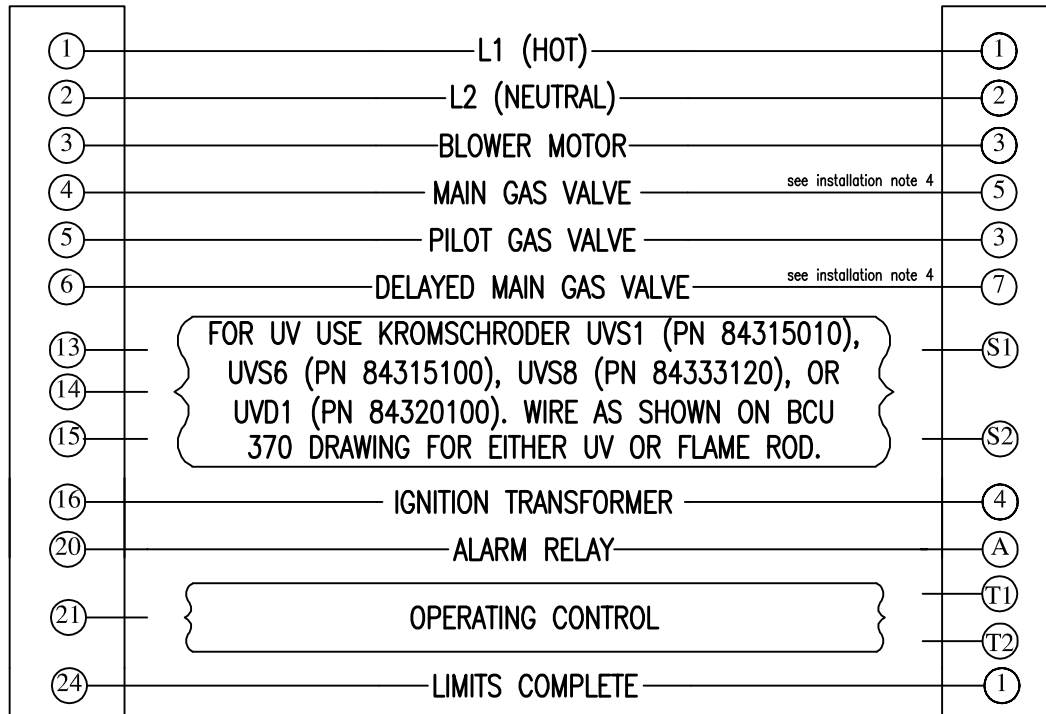 1 L1 (HOT) 1
2 L2 (NEUTRAL) 2
3 BLOWER MOTOR 3
4 MAIN GAS VALVE see installation note 4 5
5 PILOT GAS VALVE 3
6 DELAYED MAIN GAS VALVE see installation note 4 7
FOR UV USE KROMSCHRODER UVS1 (PN 84315010),
13 S1
UVS6 (PN 84315100), UVS8 (PN 84333120), OR
14
UVD1 (PN 84320100). WIRE AS SHOWN ON BCU
15 370 DRAWING FOR EITHER UV OR FLAME ROD. S2
16 IGNITION TRANSFORMER 4
20 ALARM RELAY A
T1
21 OPERATING CONTROL
T2
24 LIMITS COMPLETE 1